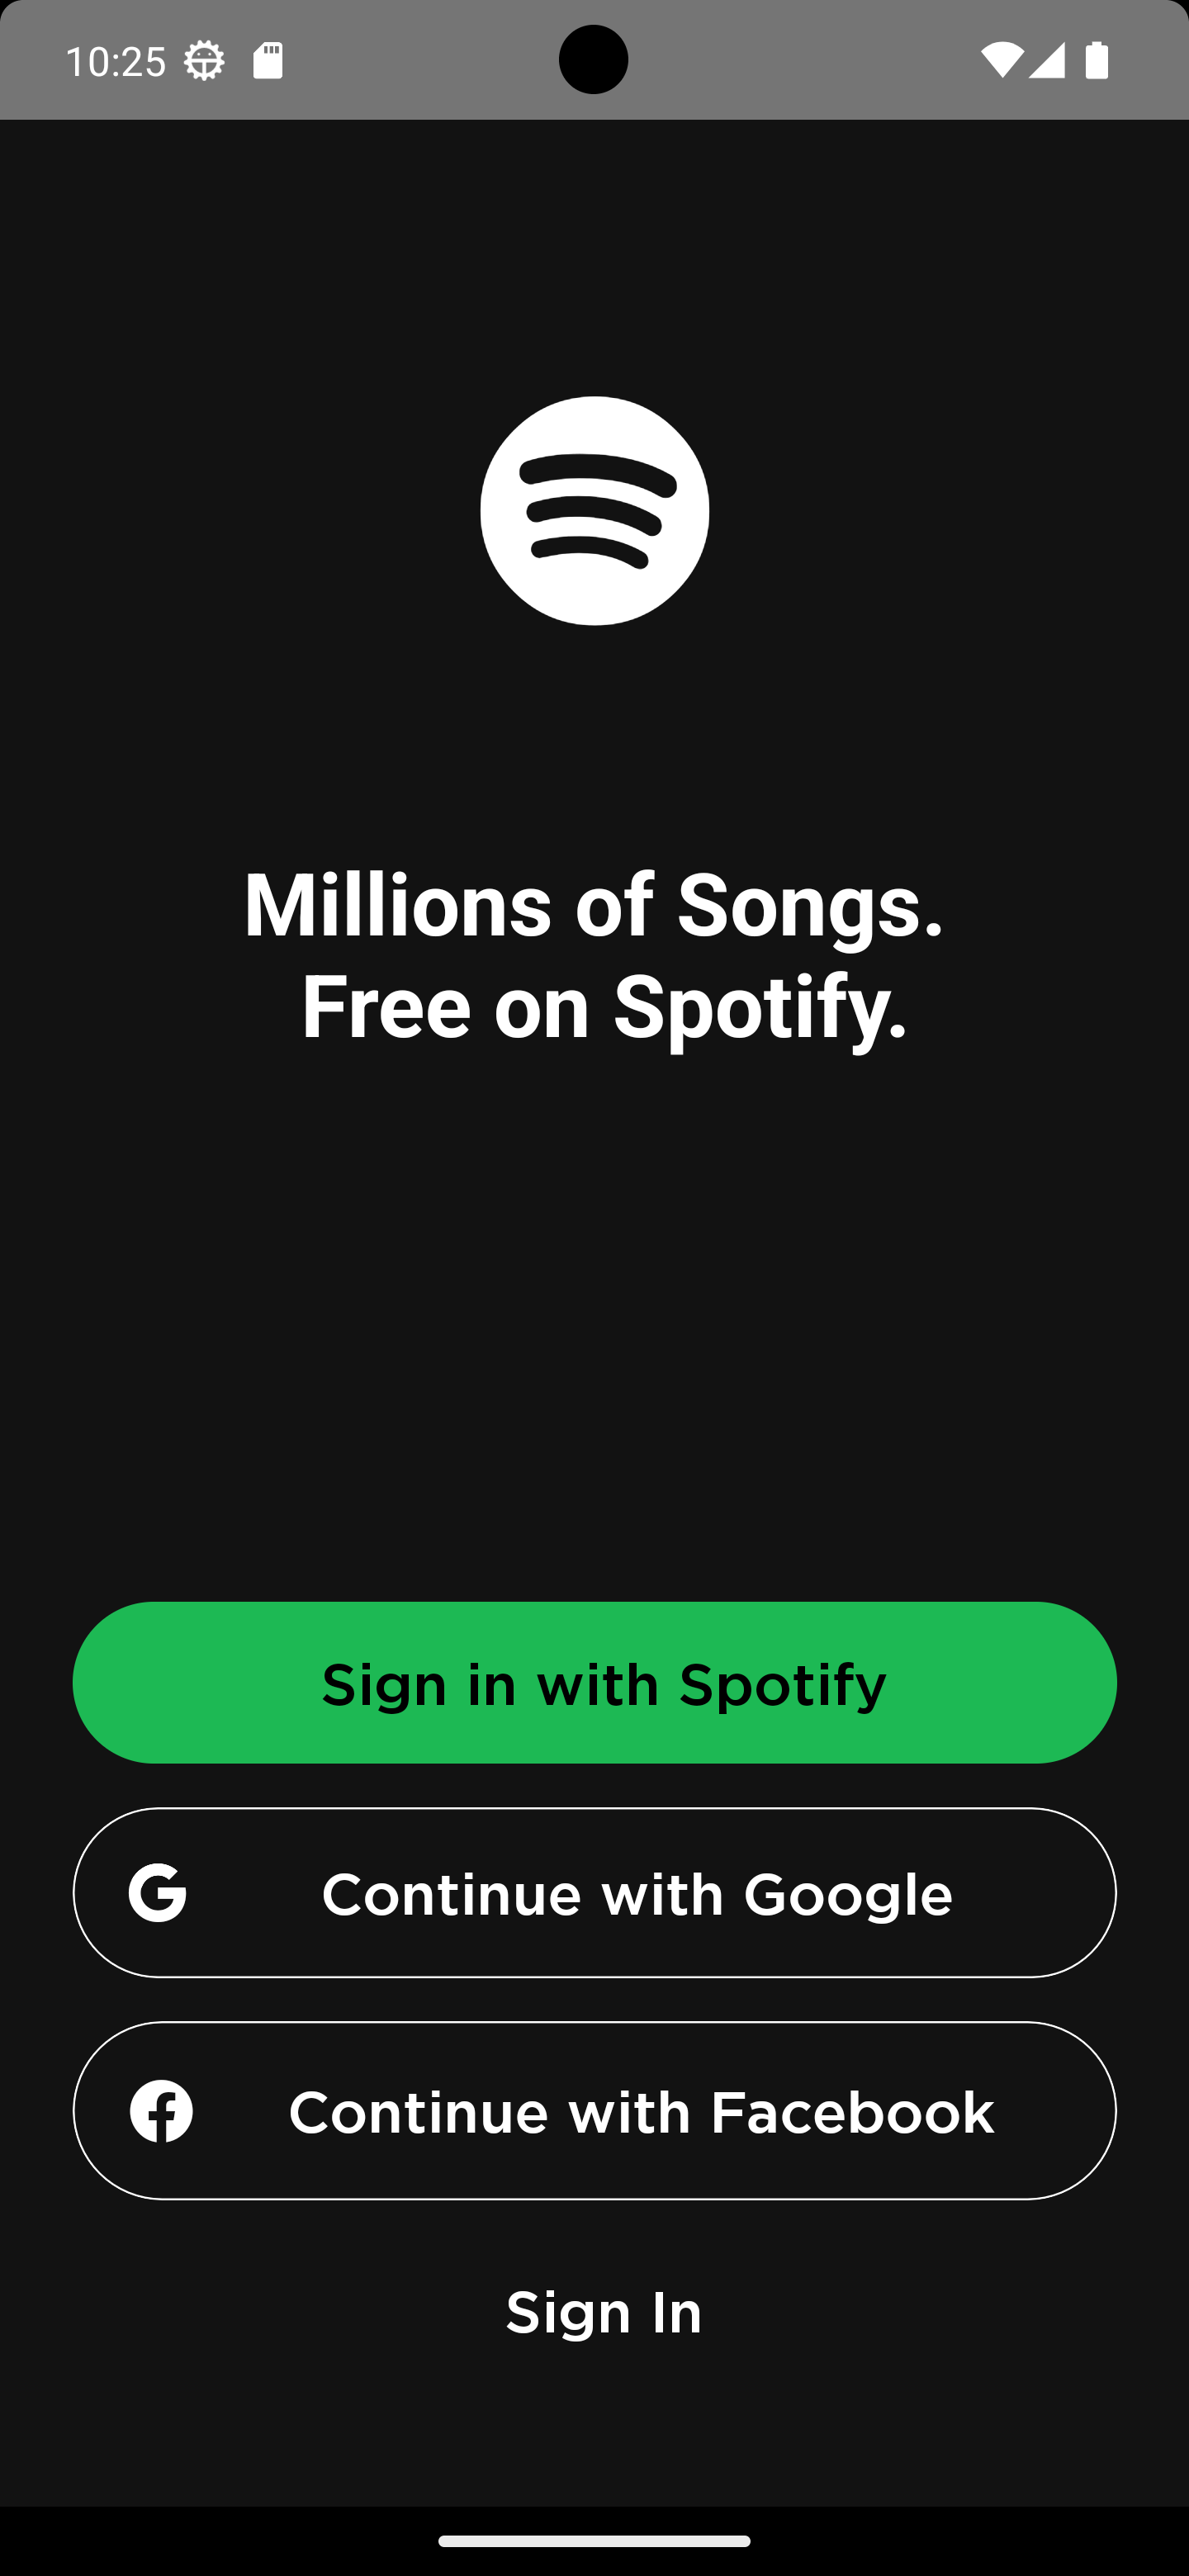 10:25
Millions of Songs.
Free on Spotify.
Sign in with Spotify
Continue with Google
Continue with Facebook
Sign In